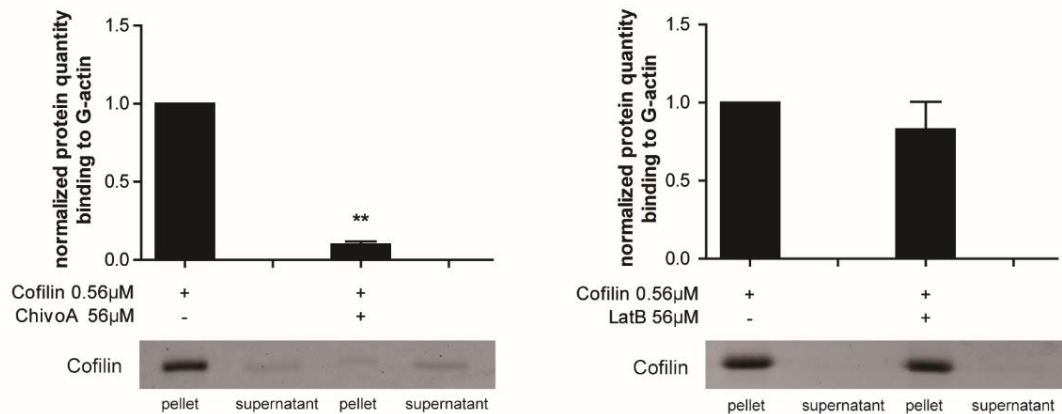 normalized protein quantity
binding to G-actin
1.5
1.0
0.5
0.0
**
Cofilin 0.56µM + +
ChivoA 56µM - +
Cofilin
pellet supernatant pellet supernatant
normalized protein quantity
binding to G-actin
1.5
1.0
0.5
0.0
Cofilin 0.56µM + +
LatB 56µM - +
Cofilin
pellet supernatant pellet supernatant